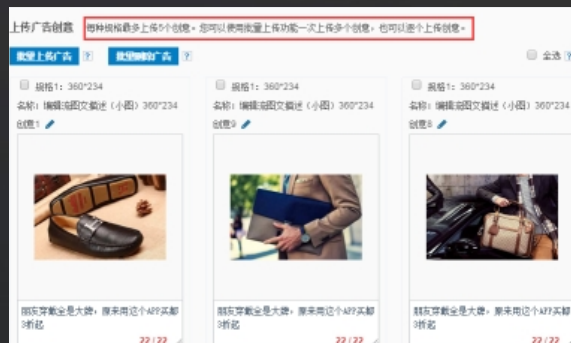 上传广告创意 每种规格最多上传5个创意。您可以使用批量上传功能一次上传多个创意，也可以逐个上传创意。
批量上传广告 ? 批量删除广告 ? 全选 ?
规格1: 360*234 规格1: 360*234 规格1: 360*234
名称: 编辑流图文描述（小图）360*234 名称: 编辑流图文描述（小图）360*234 名称: 编辑流图文描述（小图）360*234
创意1 创意9 创意8
朋友穿戴全是大牌，原来用这个APP买都 朋友穿戴全是大牌，原来用这个APP买都 朋友穿戴全是大牌，原来用这个APP买都
3折起 3折起 3折起
22/22 22/22 22/22